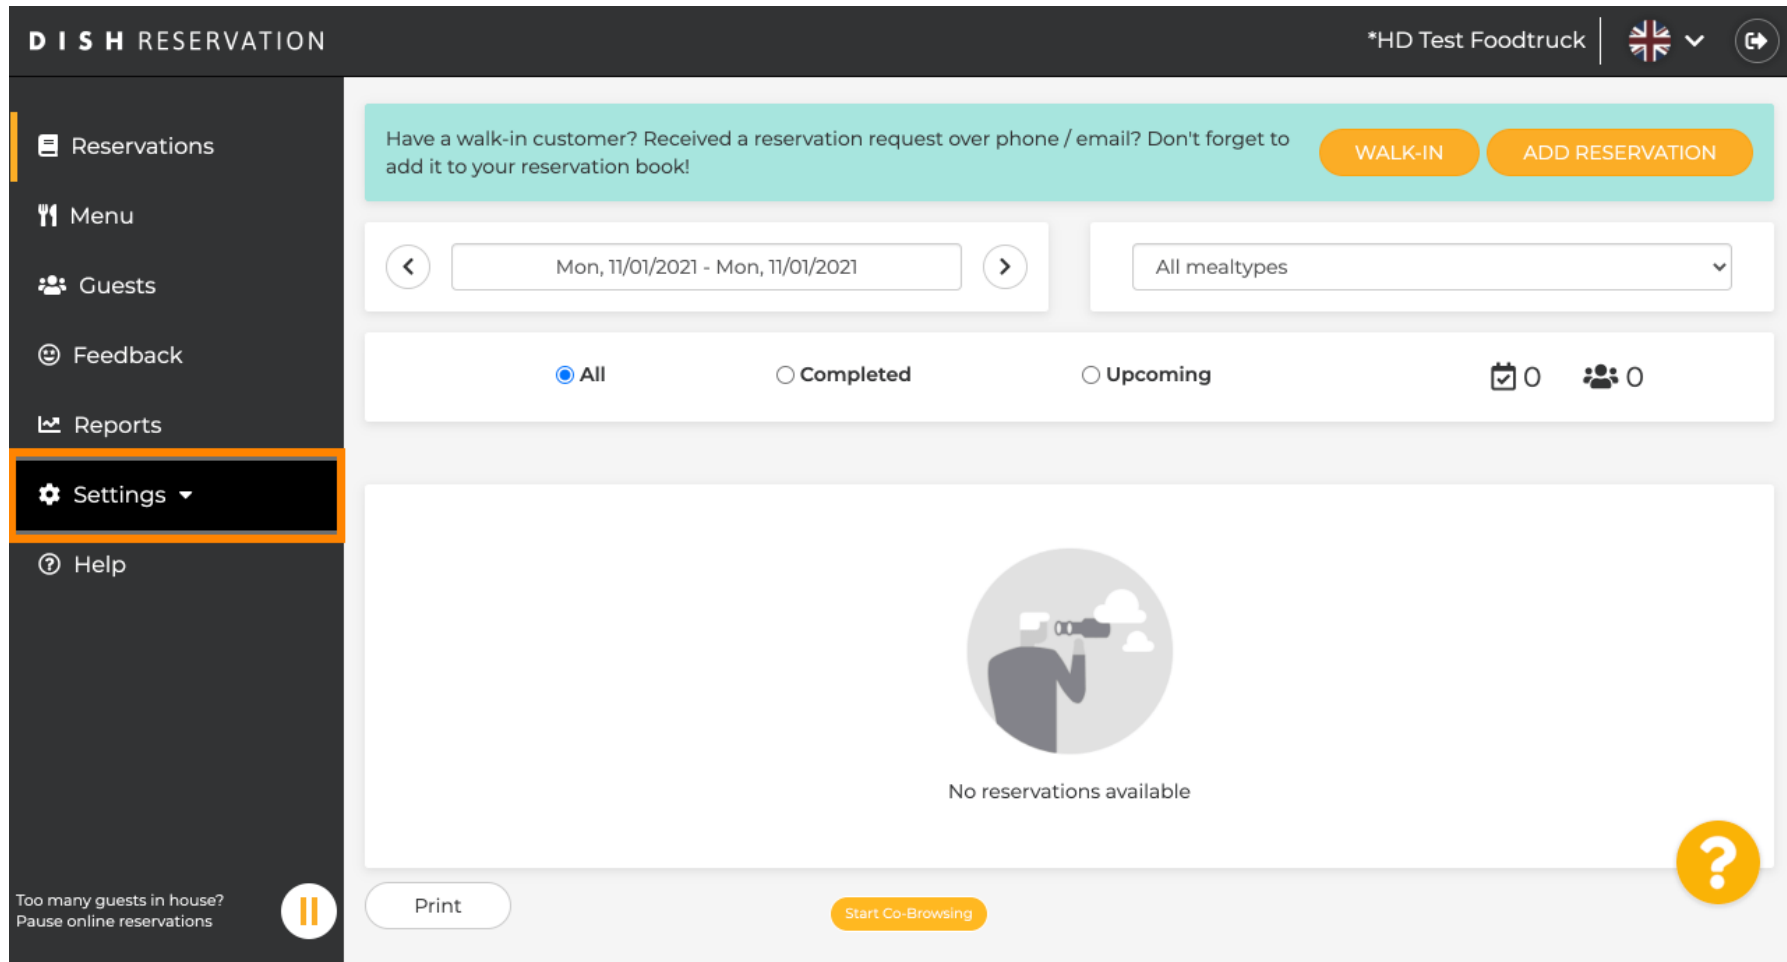 DISH RESERVATION
*HD Test Foodtruck
Reservations
Menu
Guests
Feedback
Reports
Settings
Help
Too many guests in house?
Pause online reservations
Have a walk-in customer? Received a reservation request over phone / email? Don't forget to
add it to your reservation book!
WALK-IN
ADD RESERVATION
Mon, 11/01/2021 - Mon, 11/01/2021
All mealtypes
All
Completed
Upcoming
0
0
No reservations available
?
Print
Start Co-Browsing